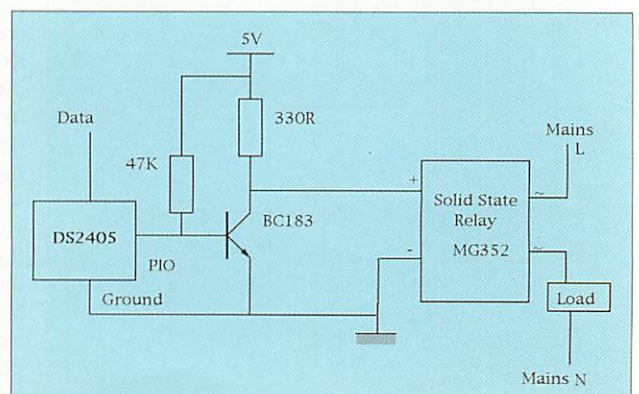 5V
Data
330R
Mains
L
47K
+
~
Solid State
Relay
BC183
DS2405
MG352
-
~
PIO
Ground
Load
Mains N